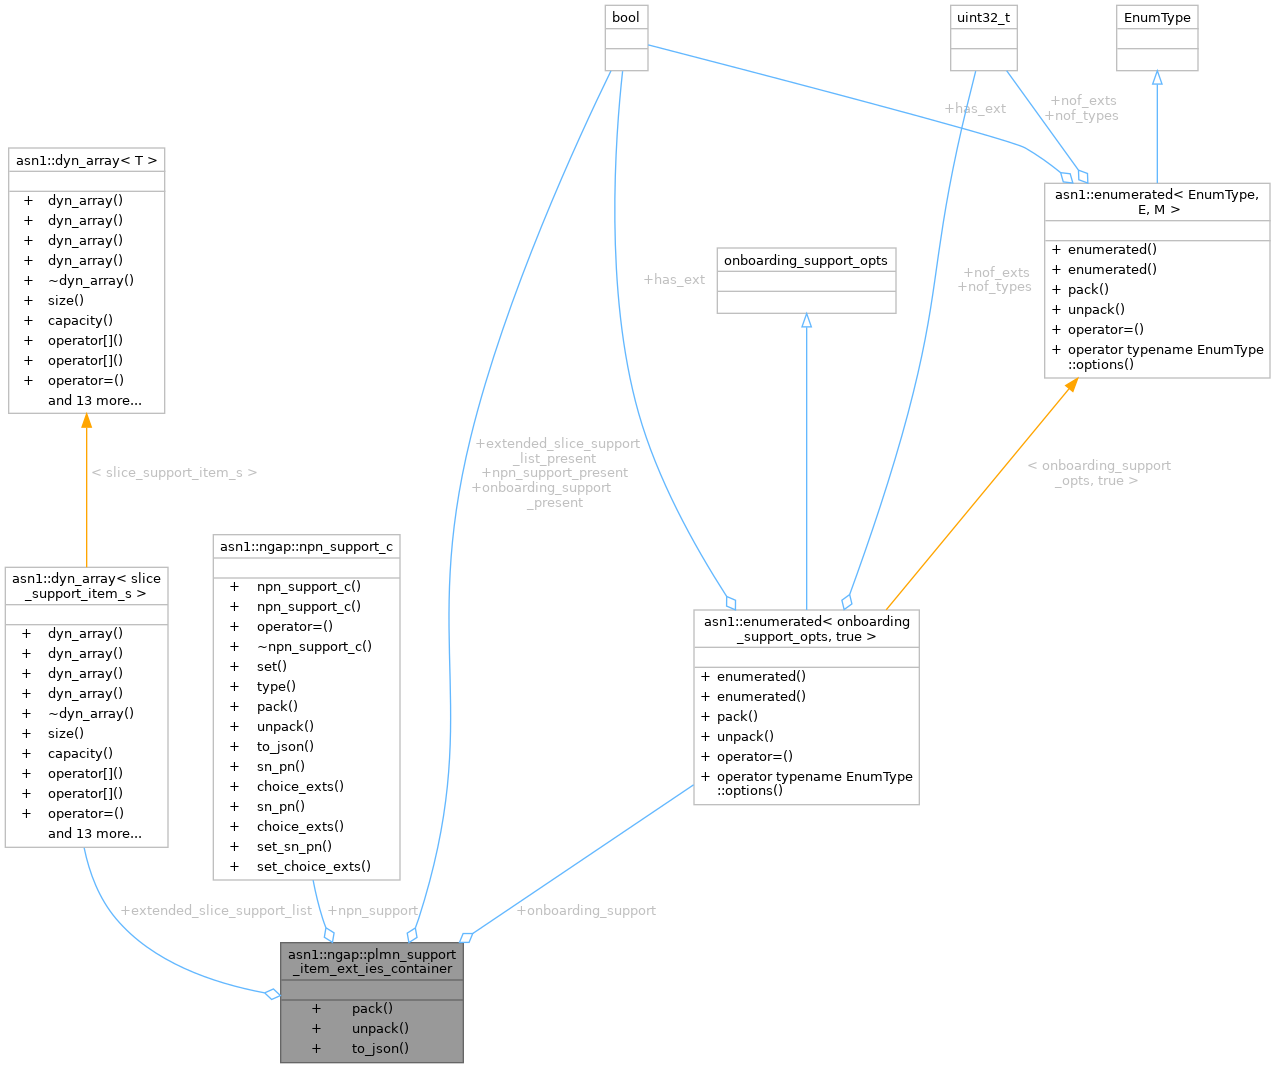 bool
uint32_t
EnumType
+has_ext
+nof_exts
+nof_types
asn1::dyn_array< T >
+ dyn_array()
+ dyn_array()
+ dyn_array()
+ dyn_array()
+ ~dyn_array()
+ size()
+ capacity()
+ operator[]()
+ operator[]()
+ operator=()
and 13 more...
asn1::enumerated< EnumType,
E, M >
+ enumerated()
+ enumerated()
+ pack()
+ unpack()
+ operator=()
+ operator typename EnumType
::options()
onboarding_support_opts
+has_ext
+nof_exts
+nof_types
+extended_slice_support
_list_present
+npn_support_present
+onboarding_support
_present
< slice_support_item_s >
< onboarding_support
_opts, true >
asn1::dyn_array< slice
_support_item_s >
+ dyn_array()
+ dyn_array()
+ dyn_array()
+ dyn_array()
+ ~dyn_array()
+ size()
+ capacity()
+ operator[]()
+ operator[]()
+ operator=()
and 13 more...
asn1::ngap::npn_support_c
+ npn_support_c()
+ npn_support_c()
+ operator=()
+ ~npn_support_c()
+ set()
+ type()
+ pack()
+ unpack()
+ to_json()
+ sn_pn()
+ choice_exts()
+ sn_pn()
+ choice_exts()
+ set_sn_pn()
+ set_choice_exts()
asn1::enumerated< onboarding
_support_opts, true >
+ enumerated()
+ enumerated()
+ pack()
+ unpack()
+ operator=()
+ operator typename EnumType
::options()
+extended_slice_support_list
+npn_support
+onboarding_support
asn1::ngap::plmn_support
_item_ext_ies_container
+ pack()
+ unpack()
+ to_json()